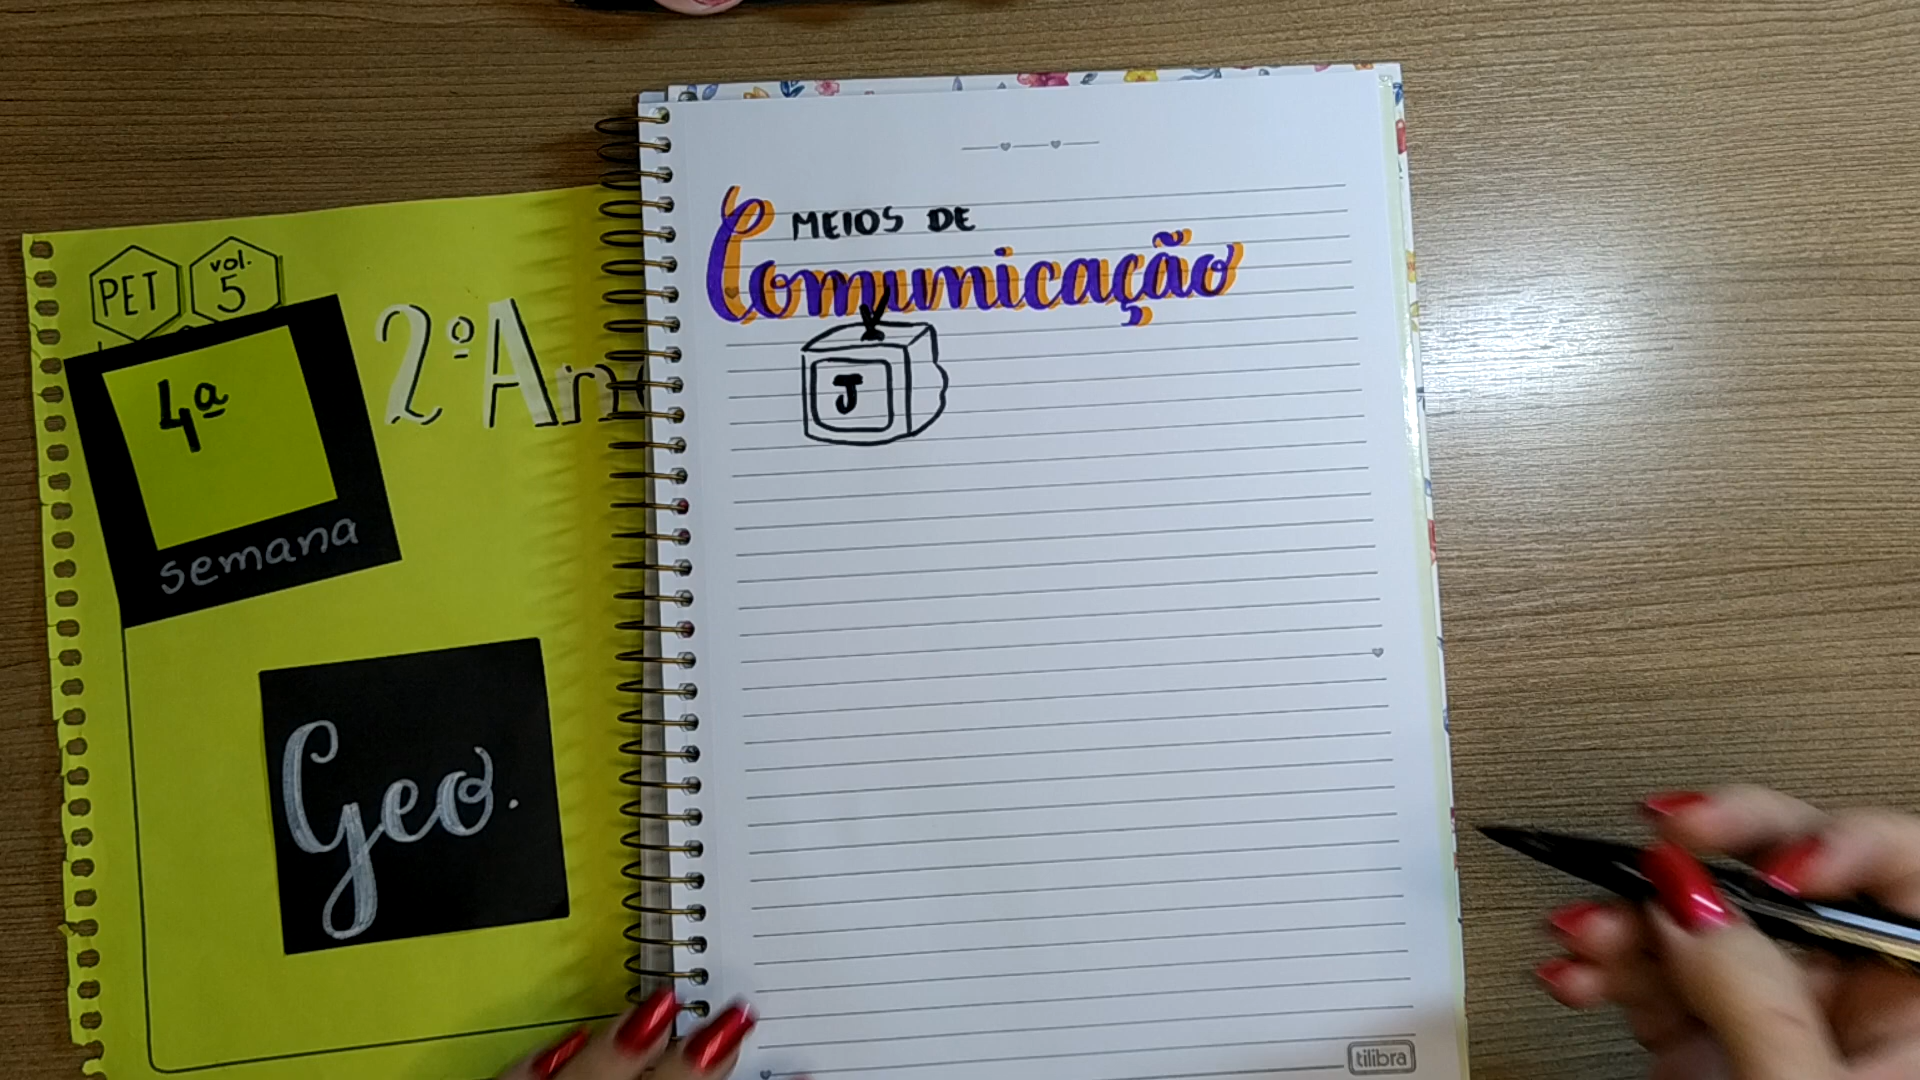 PET
vol.
5
2º An
4ª
semana
Geo.
MEIOS DE
Comunicação
J
tilibra